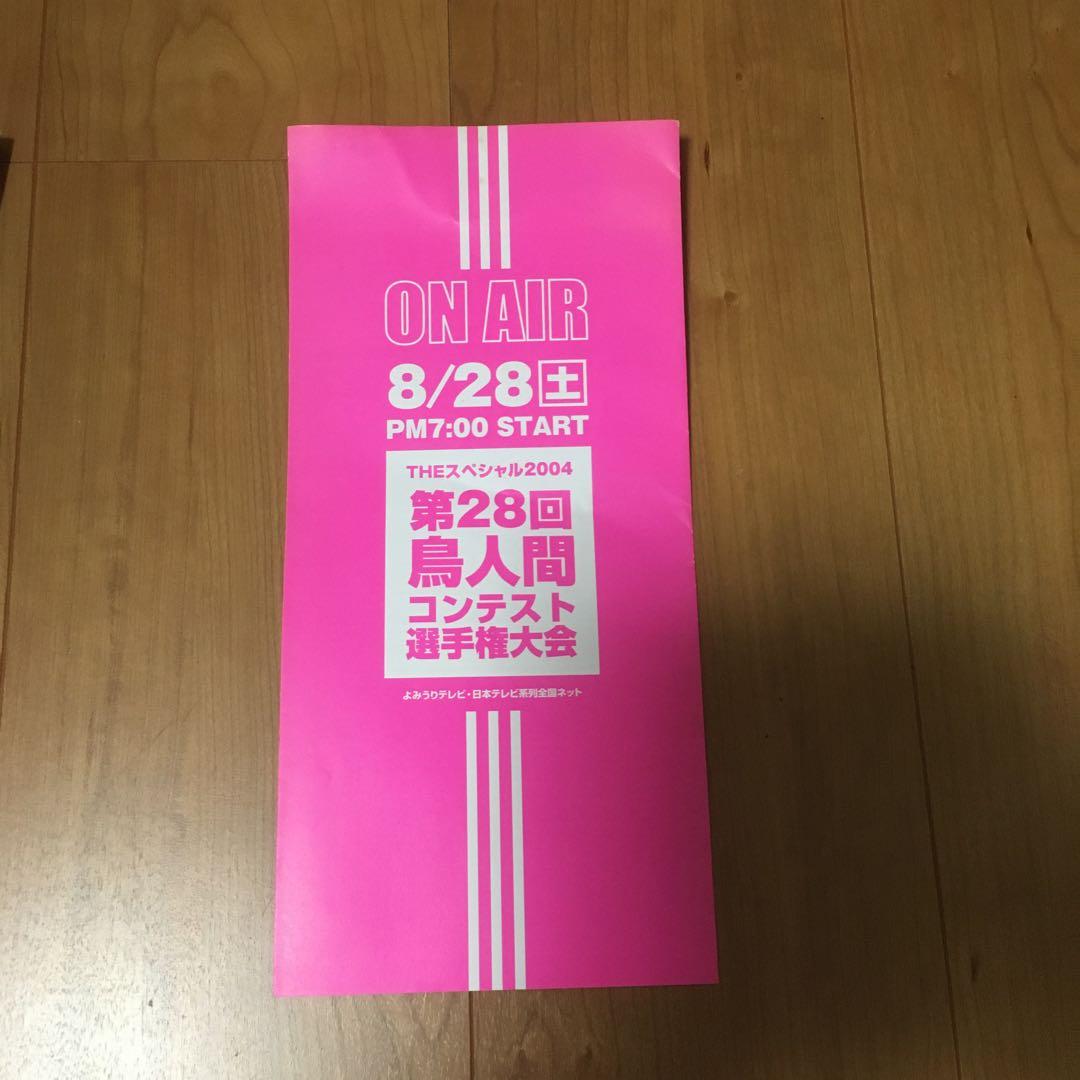 ON AIR
8/28土
PM7:00 START
THEスペシャル2004
第28回
鳥人間
コンテスト
選手権大会
よみうりテレビ・日本テレビ系列全国ネット